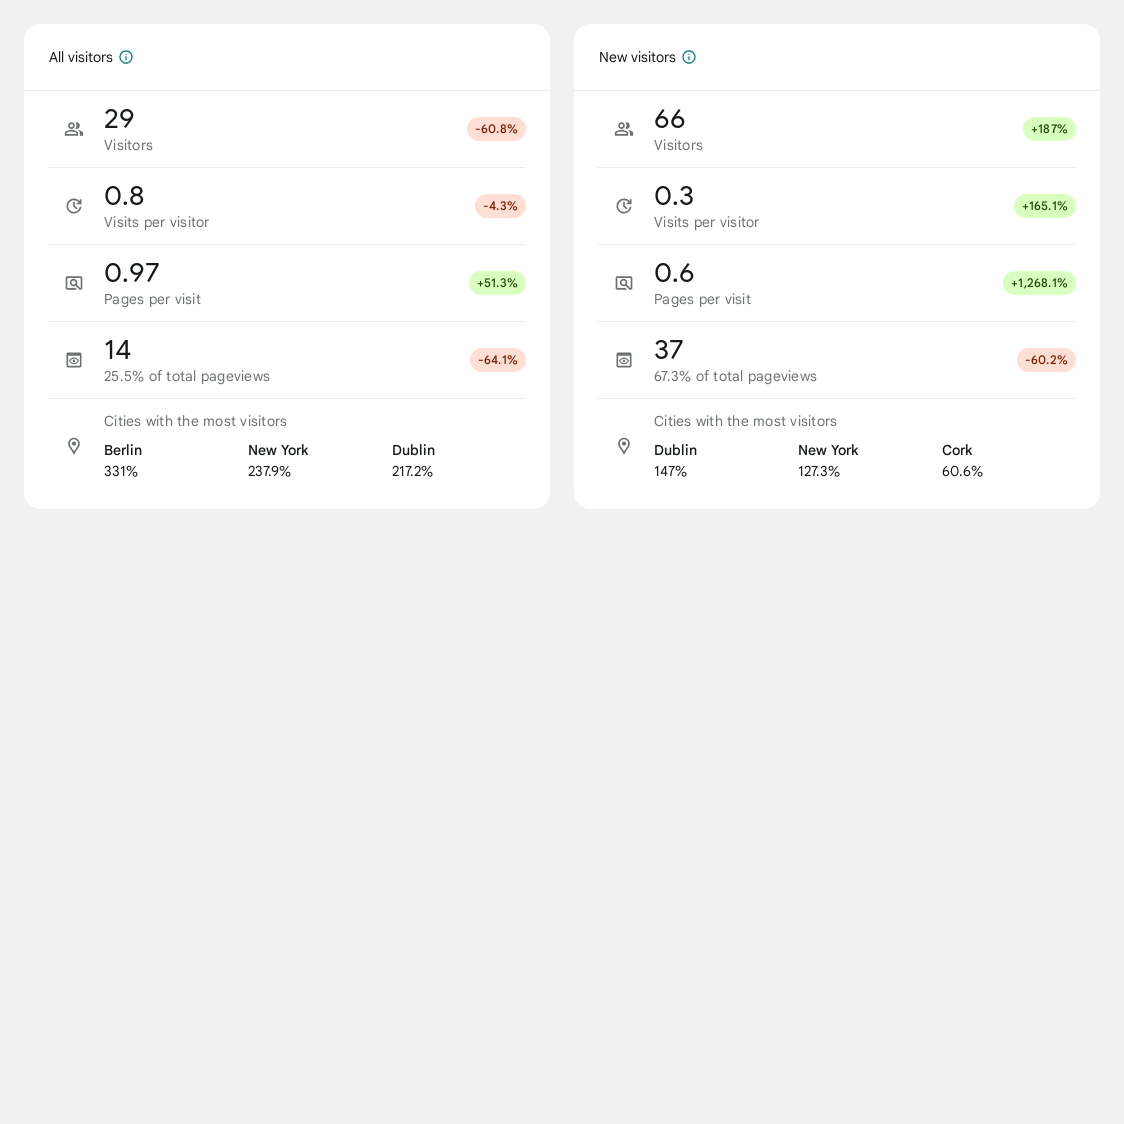 All visitors
29
Visitors
-60.8%
0.8
Visits per visitor
-4.3%
0.97
Pages per visit
+51.3%
14
25.5% of total pageviews
-64.1%
Cities with the most visitors
Berlin New York Dublin
331% 237.9% 217.2%
New visitors
66
Visitors
+187%
0.3
Visits per visitor
+165.1%
0.6
Pages per visit
+1,268.1%
37
67.3% of total pageviews
-60.2%
Cities with the most visitors
Dublin New York Cork
147% 127.3% 60.6%